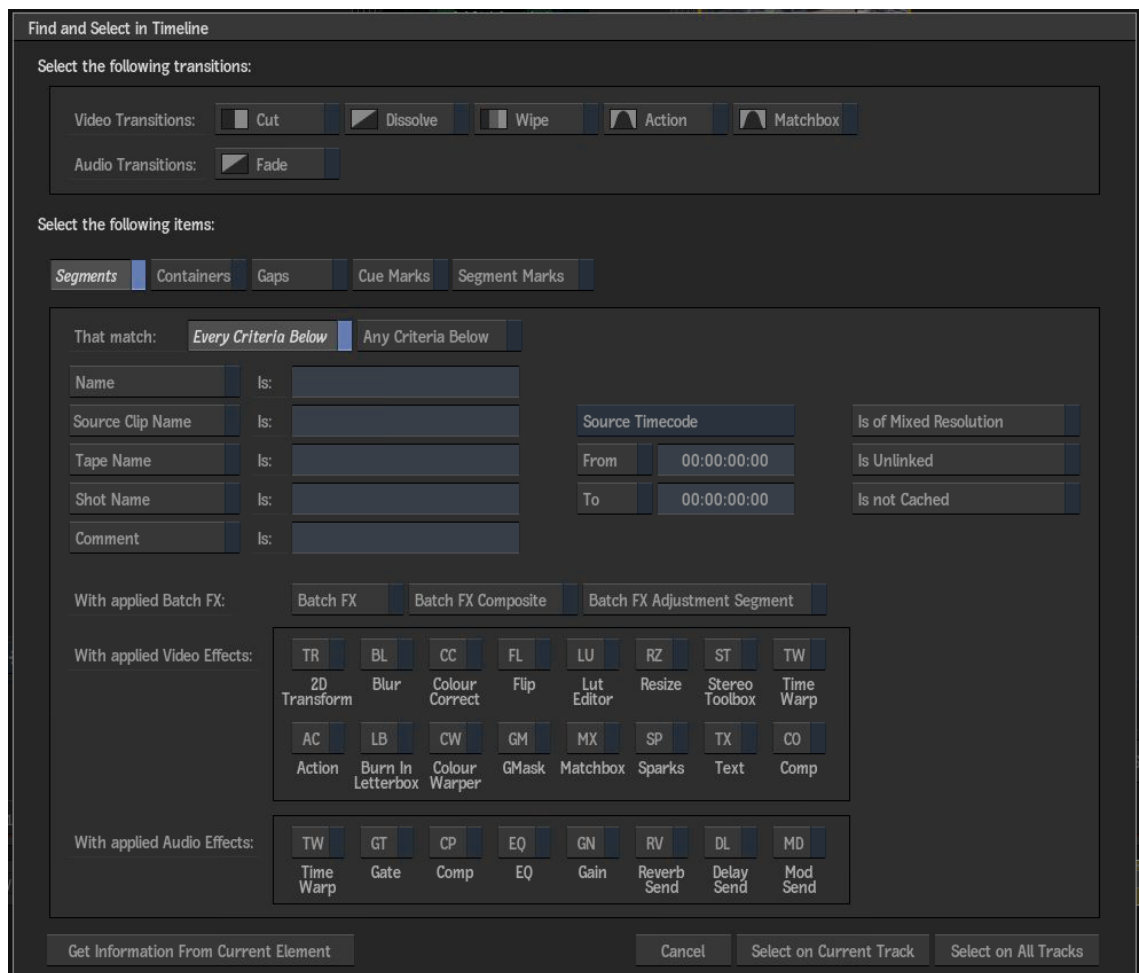 Find and Select in Timeline
Select the following transitions:
Video Transitions: Cut Dissolve Wipe Action Matchbox
Audio Transitions: Fade
Select the following items:
Segments Containers Gaps Cue Marks Segment Marks
That match: Every Criteria Below Any Criteria Below
Name Is:
Source Clip Name Is: Source Timecode Is of Mixed Resolution
Tape Name Is: From 00:00:00:00 Is Unlinked
Shot Name Is: To 00:00:00:00 Is not Cached
Comment Is:
With applied Batch FX: Batch FX Batch FX Composite Batch FX Adjustment Segment
With applied Video Effects: TR BL CC FL LU RZ ST TW
2D Blur Colour Flip Lut Resize Stereo Time
Transform Correct Editor Toolbox Warp
AC LB CW GM MX SP TX CO
Action Burn In Colour GMask Matchbox Sparks Text Comp
Letterbox Warper
With applied Audio Effects: TW GT CP EQ GN RV DL MD
Time Gate Comp EQ Gain Reverb Delay Mod
Warp Send Send Send
Get Information From Current Element Cancel Select on Current Track Select on All Tracks